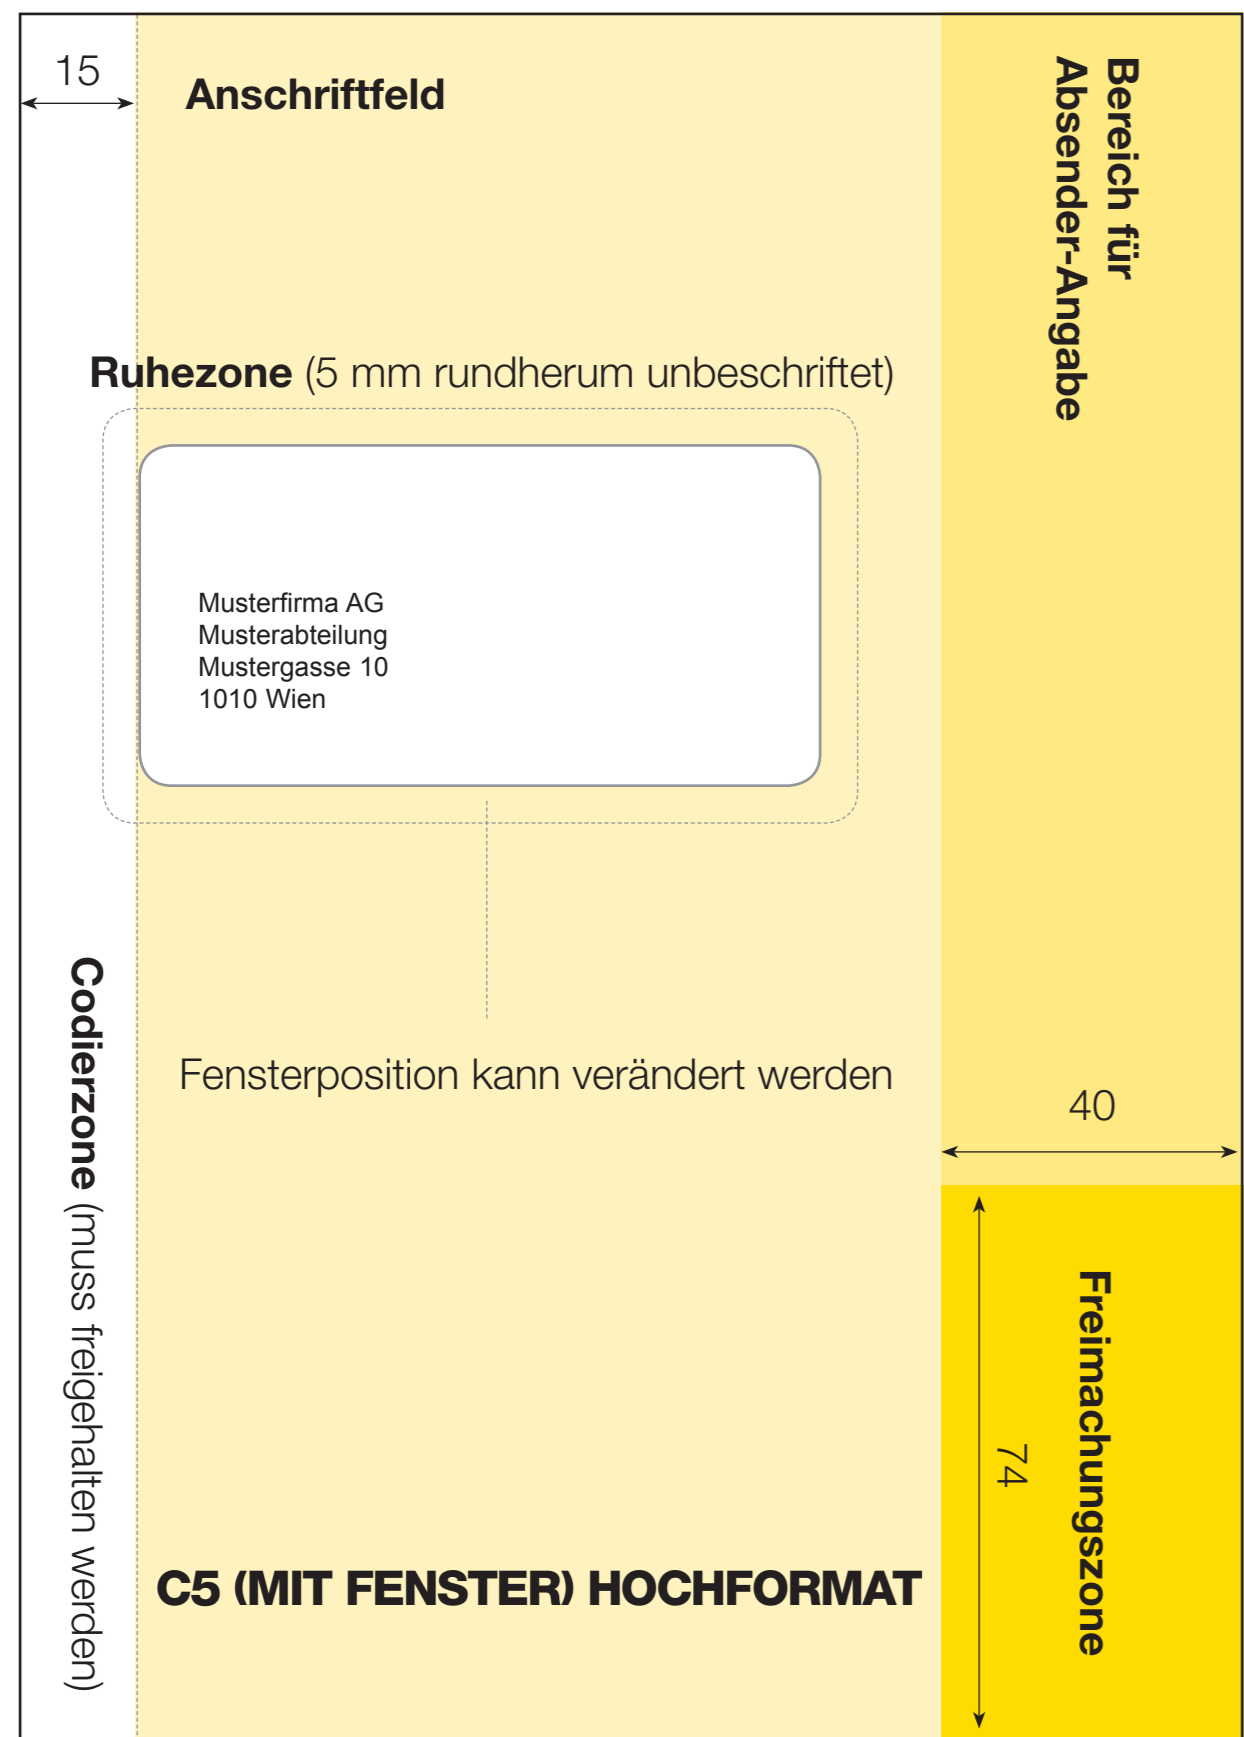 15
Anschriftfeld
Bereich für
Absender-Angabe
Ruhezone (5 mm rundherum unbeschriftet)
Musterfirma AG
Musterabteilung
Mustergasse 10
1010 Wien
Codierzone (muss freigehalten werden)
Fensterposition kann verändert werden
40
Freimachungszone
74
C5 (MIT FENSTER) HOCHFORMAT